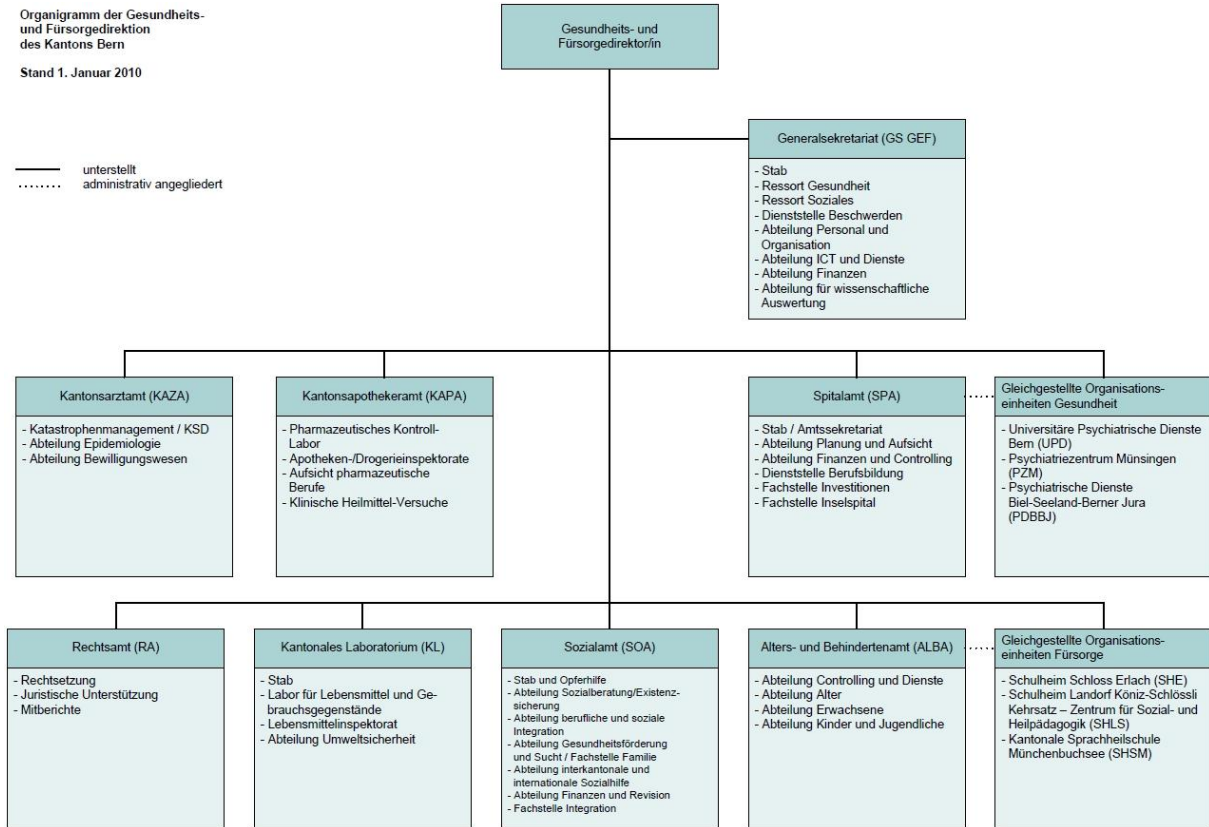 Organigramm der Gesundheits-
und Fürsorgedirektion
des Kantons Bern
Stand 1. Januar 2010
unterstellt
administrativ angegliedert
Gesundheits- und
Fürsorgedirektor/in
Generalsekretariat (GS GEF)
- Stab
- Ressort Gesundheit
- Ressort Soziales
- Dienststelle Beschwerden
- Abteilung Personal und
Organisation
- Abteilung ICT und Dienste
- Abteilung Finanzen
- Abteilung für wissenschaftliche
Auswertung
Kantonsarztamt (KAZA)
- Katastrophenmanagement / KSD
- Abteilung Epidemiologie
- Abteilung Bewilligungswesen
Kantonsapothekeramt (KAPA)
- Pharmazeutisches Kontroll-
Labor
- Apotheken-/Drogerieinspektorate
- Aufsicht pharmazeutische
Berufe
- Klinische Heilmittel-Versuche
Spitalamt (SPA)
- Stab / Amtssekretariat
- Abteilung Planung und Aufsicht
- Abteilung Finanzen und Controlling
- Dienststelle Berufsbildung
- Fachstelle Investitionen
- Fachstelle Inselspital
Gleichgestellte Organisations-
einheiten Gesundheit
- Universitäre Psychiatrische Dienste
Bern (UPD)
- Psychiatriezentrum Münsingen
(PZM)
- Psychiatrische Dienste
Biel-Seeland-Berner Jura
(PDBBJ)
Rechtsamt (RA)
- Rechtsetzung
- Juristische Unterstützung
- Mitberichte
Kantonales Laboratorium (KL)
- Stab
- Labor für Lebensmittel und Ge-
brauchsgegenstände
- Lebensmittelinspektorat
- Abteilung Umweltsicherheit
Sozialamt (SOA)
- Stab und Opferhilfe
- Abteilung Sozialberatung/Existenz-
sicherung
- Abteilung berufliche und soziale
Integration
- Abteilung Gesundheitsförderung
und Sucht / Fachstelle Familie
- Abteilung interkantonale und
internationale Sozialhilfe
- Abteilung Finanzen und Revision
- Fachstelle Integration
Alters- und Behindertenamt (ALBA)
- Abteilung Controlling und Dienste
- Abteilung Alter
- Abteilung Erwachsene
- Abteilung Kinder und Jugendliche
Gleichgestellte Organisations-
einheiten Fürsorge
- Schulheim Schloss Erlach (SHE)
- Schulheim Landorf Köniz-Schlössli
Kehrsatz – Zentrum für Sozial- und
Heilpädagogik (SHLS)
- Kantonale Sprachheilschule
Münchenbuchsee (SHSM)